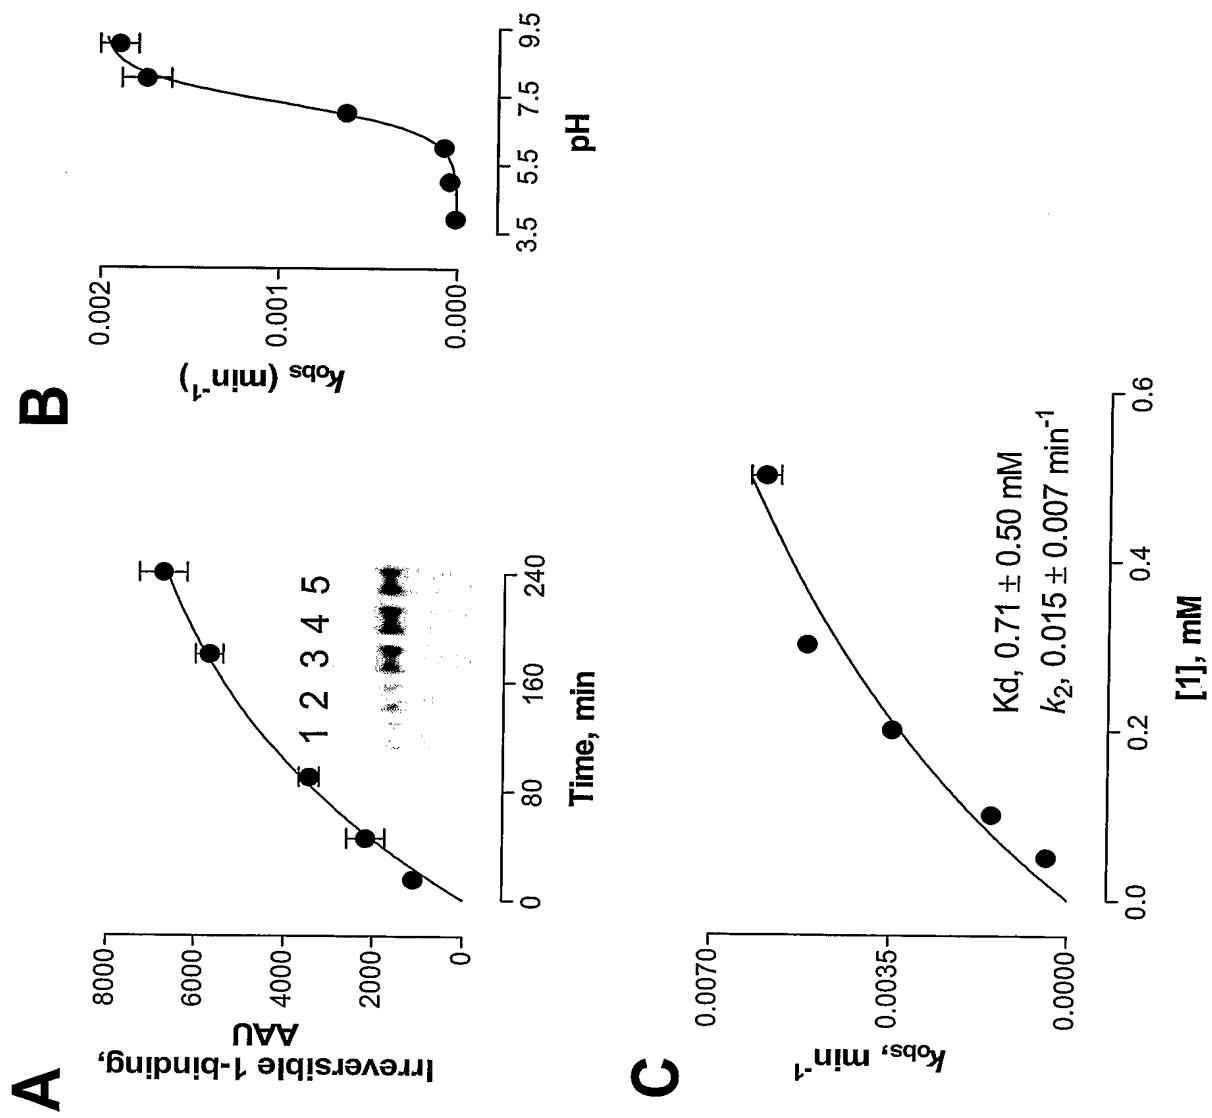 A
Irreversible 1-binding,
AAU
8000
6000
4000
2000
0
1 2 3 4 5
0
80
160
240
Time, min
B
kobs (min-1)
0.002
0.001
0.000
3.5
5.5
7.5
9.5
pH
C
kobs, min-1
0.0070
0.0035
0.0000
Kd, 0.71 ± 0.50 mM
k2, 0.015 ± 0.007 min-1
0.0
0.2
0.4
0.6
[1], mM